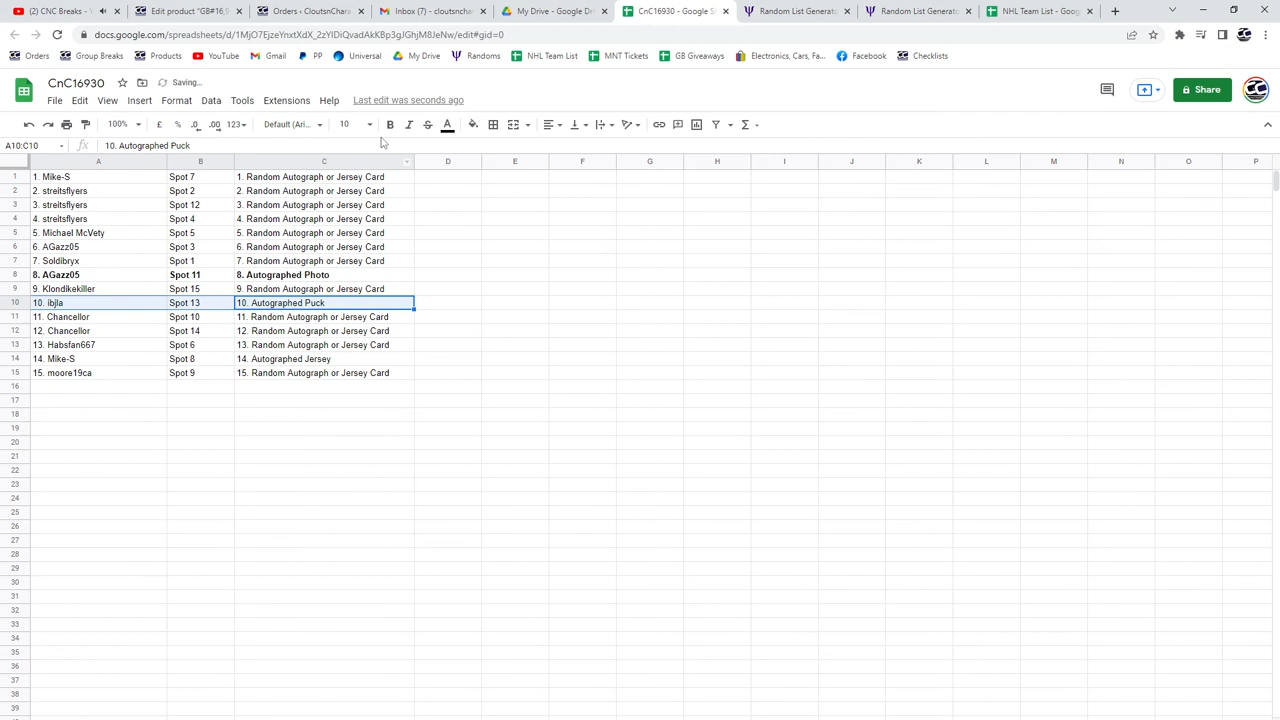 CNC Breaks - Y
Edit product "GB#16,9
Orders ‹ CloutsnChara
Inbox (7) - cloutsnchar
My Drive - Google Dri
CnC16930 - Google S
Random List Generato
Random List Generato
NHL Team List - Goog
docs.google.com/spreadsheets/d/1MjO7EjzeYnxtXdX_2zYlDiQvadAkKBp3gJGhjM8JeNw/edit#gid=0
Orders
Group Breaks
Products
YouTube
Gmail
PP
Universal
My Drive
Randoms
NHL Team List
MNT Tickets
GB Giveaways
Electronics, Cars, Fa...
Facebook
Checklists
CnC16930
Saving...
File Edit View Insert Format Data Tools Extensions Help Last edit was seconds ago
Share
100% £ % .0 .00 123 Default (Ari... 10 B I S A
A10:C10 fx 10. Autographed Puck
A B C D E F G H I J K L M N O P
1 1. Mike-S Spot 7 1. Random Autograph or Jersey Card
2 2. streitsflyers Spot 2 2. Random Autograph or Jersey Card
3 3. streitsflyers Spot 12 3. Random Autograph or Jersey Card
4 4. streitsflyers Spot 4 4. Random Autograph or Jersey Card
5 5. Michael McVety Spot 5 5. Random Autograph or Jersey Card
6 6. AGazz05 Spot 3 6. Random Autograph or Jersey Card
7 7. Soldibryx Spot 1 7. Random Autograph or Jersey Card
8 8. AGazz05 Spot 11 8. Autographed Photo
9 9. Klondikekiller Spot 15 9. Random Autograph or Jersey Card
10 10. ibjla Spot 13 10. Autographed Puck
11 11. Chancellor Spot 10 11. Random Autograph or Jersey Card
12 12. Chancellor Spot 14 12. Random Autograph or Jersey Card
13 13. Habsfan667 Spot 6 13. Random Autograph or Jersey Card
14 14. Mike-S Spot 8 14. Autographed Jersey
15 15. moore19ca Spot 9 15. Random Autograph or Jersey Card
16
17
18
19
20
21
22
23
24
25
26
27
28
29
30
31
32
33
34
35
36
37
38
39